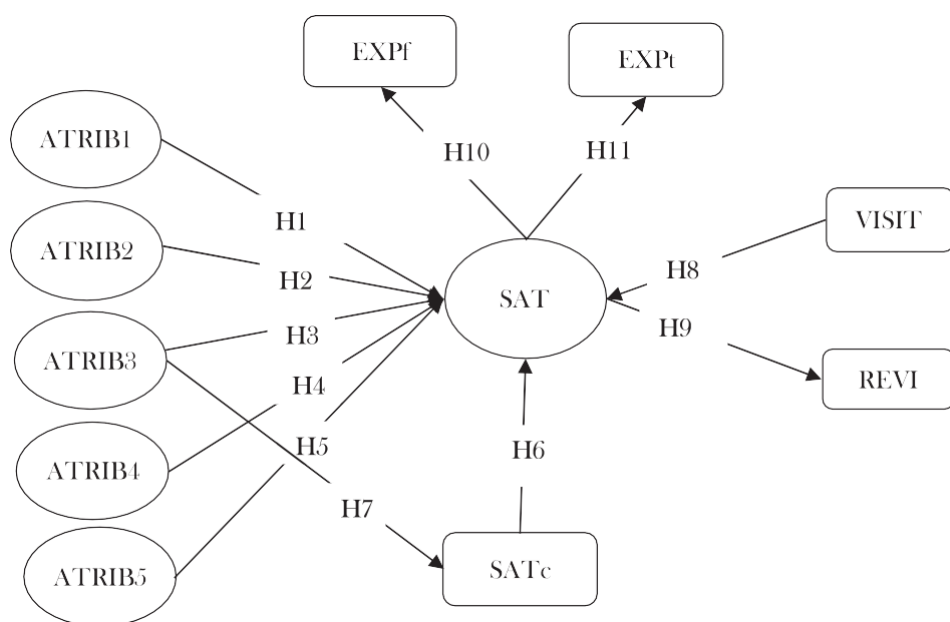 EXPf
EXPt
ATRIB1
H10
H11
H1
ATRIB2
VISIT
H8
H2
SAT
H3
H9
ATRIB3
REVI
H4
H5
H6
ATRIB4
H7
SATc
ATRIB5